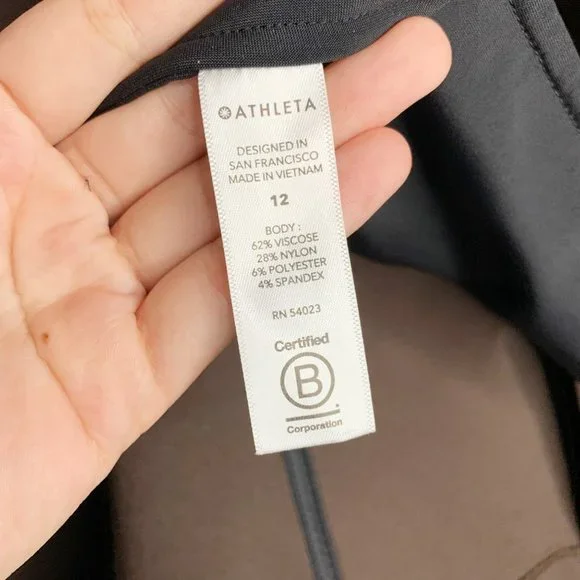 ATHLETA
DESIGNED IN
SAN FRANCISCO
MADE IN VIETNAM
12
BODY :
62% VISCOSE
28% NYLON
6% POLYESTER
4% SPANDEX
RN 54023
Certified
B
Corporation